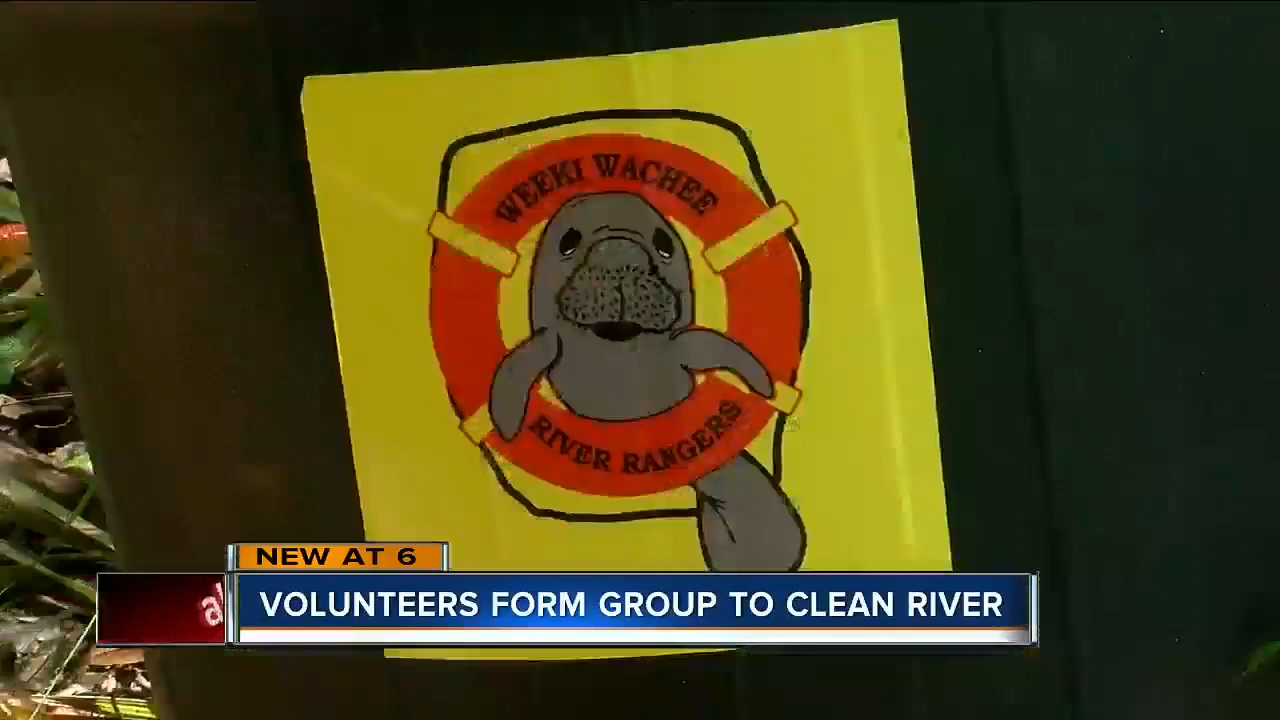 WEEKI WACHEE
RIVER RANGERS
NEW AT 6
VOLUNTEERS FORM GROUP TO CLEAN RIVER